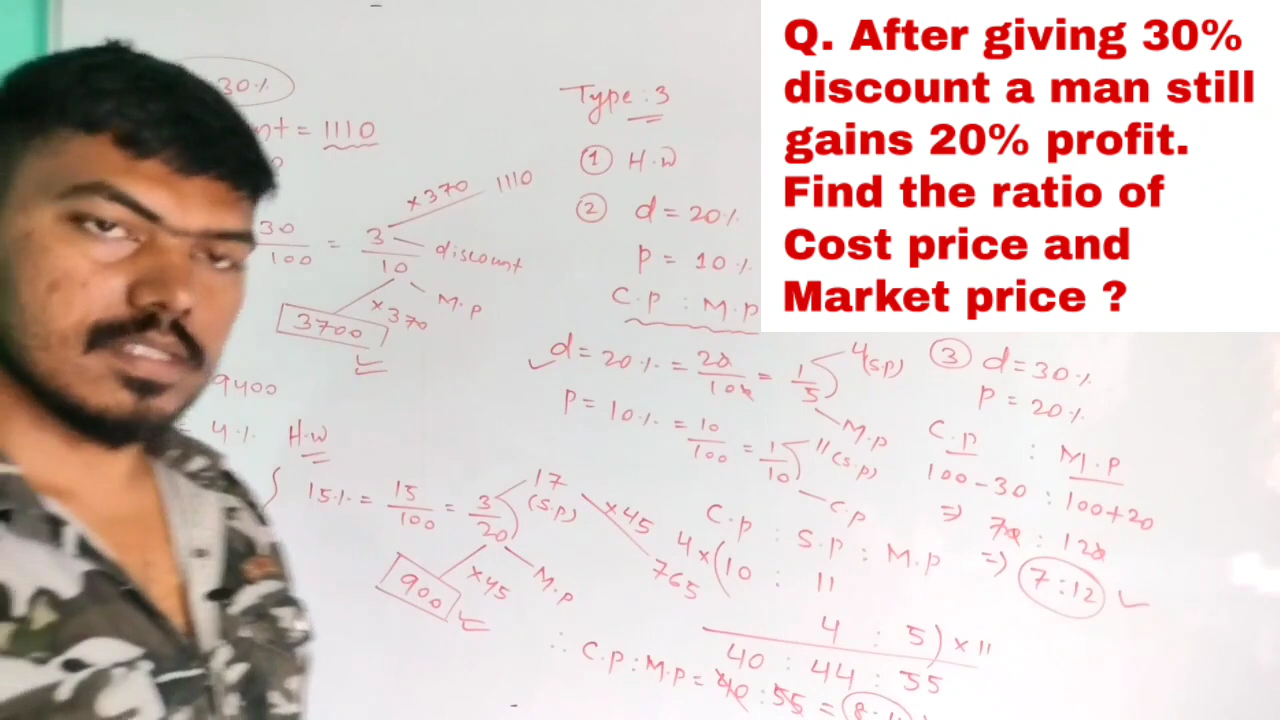 Q. After giving 30%
discount a man still
gains 20% profit.
Find the ratio of
Cost price and
Market price ?
30%
nt = 1110
30/100 = 3/10
discount
M.P
×370 1110
×370
3700
9400
4% H.W
15% = 15/100 = 3/20
17
(S.P)
×45
765
M.P
×45
900
Type : 3
① H.W
② d = 20%
P = 10%
C.P : M.P
d = 20% = 20/100 = 1/5
4(S.P)
M.P
P = 10% = 10/100 = 1/10
11(S.P)
C.P
C.P : S.P : M.P
4×(10 : 11
4 : 5)×11
40 : 44 : 55
∴ C.P : M.P = 40 : 55 =
③ d = 30%
P = 20%
C.P : M.P
100-30 : 100+20
⇒ 70 : 120
⇒ 7:12